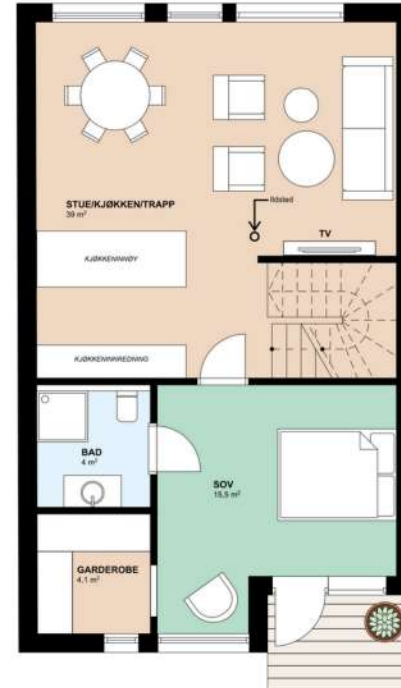 STUE/KJØKKEN/TRAPP
39 m²
Ildsted
TV
KJØKKENINNØY
KJØKKENINNREDNING
BAD
4 m²
SOV
15,5 m²
GARDEROBE
4,1 m²